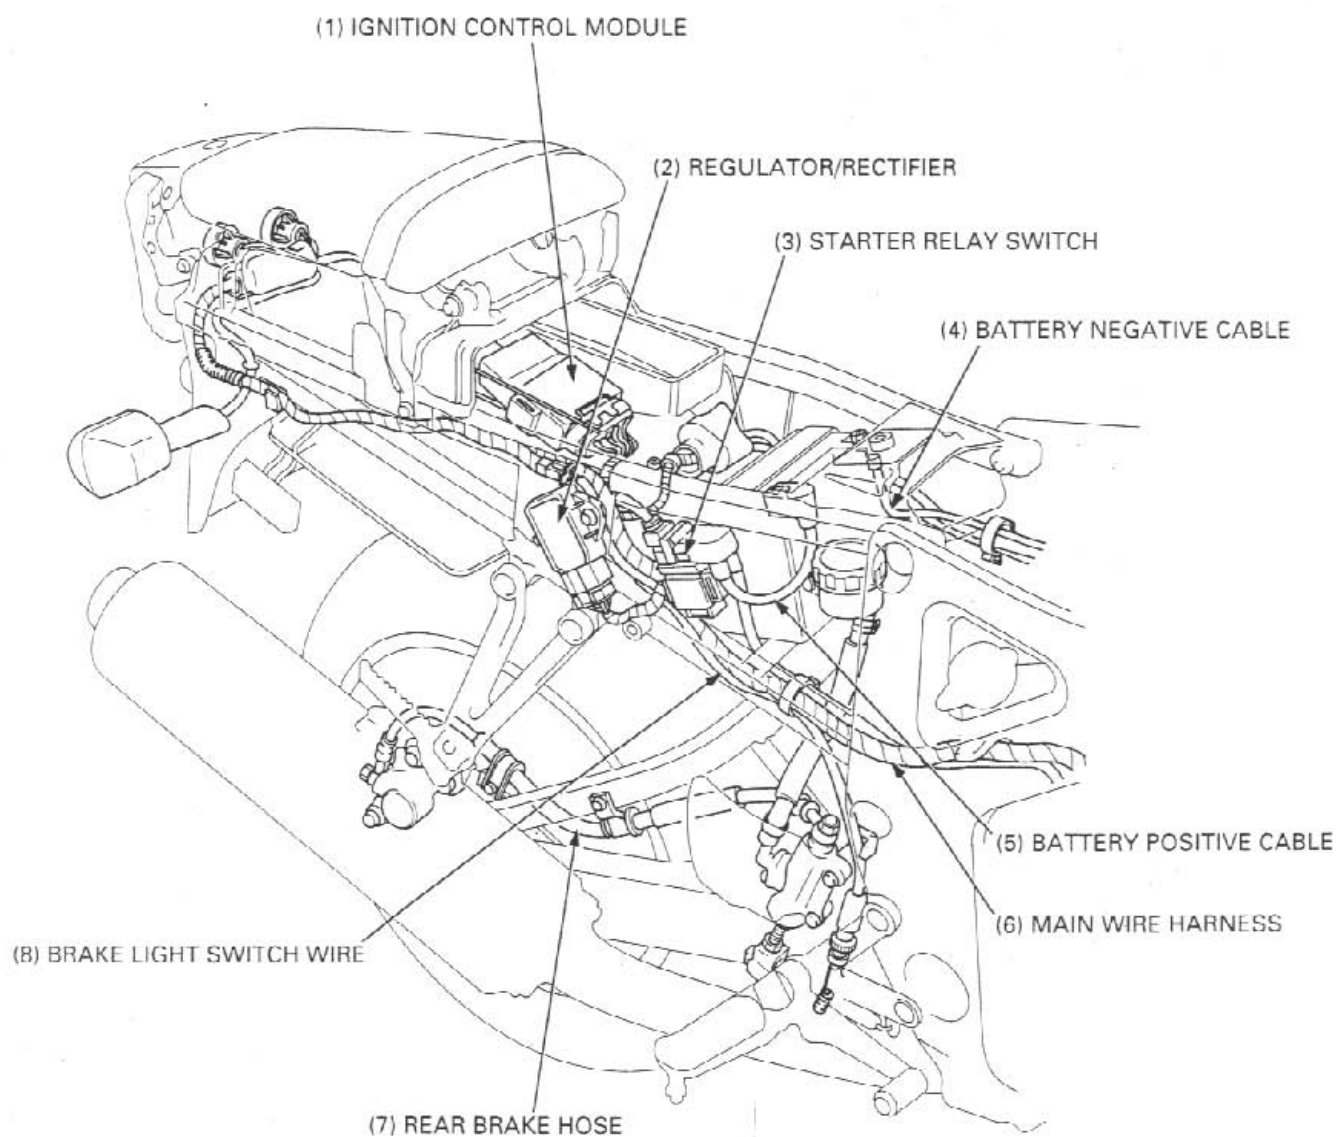 (1) IGNITION CONTROL MODULE
(2) REGULATOR/RECTIFIER
(3) STARTER RELAY SWITCH
(4) BATTERY NEGATIVE CABLE
(5) BATTERY POSITIVE CABLE
(6) MAIN WIRE HARNESS
(8) BRAKE LIGHT SWITCH WIRE
(7) REAR BRAKE HOSE